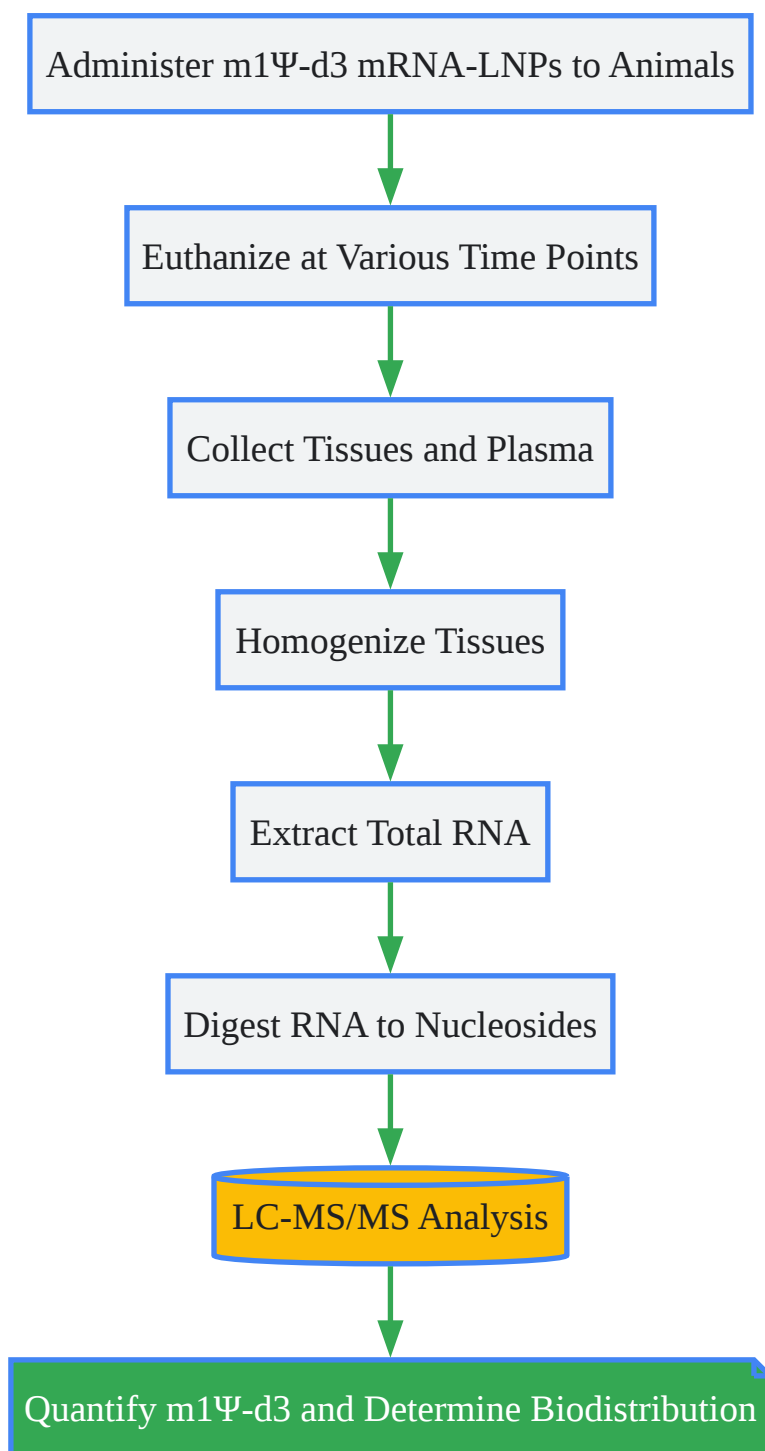 Administer m1Ψ-d3 mRNA-LNPs to Animals
Euthanize at Various Time Points
Collect Tissues and Plasma
Homogenize Tissues
Extract Total RNA
Digest RNA to Nucleosides
LC-MS/MS Analysis
Quantify m1Ψ-d3 and Determine Biodistribution